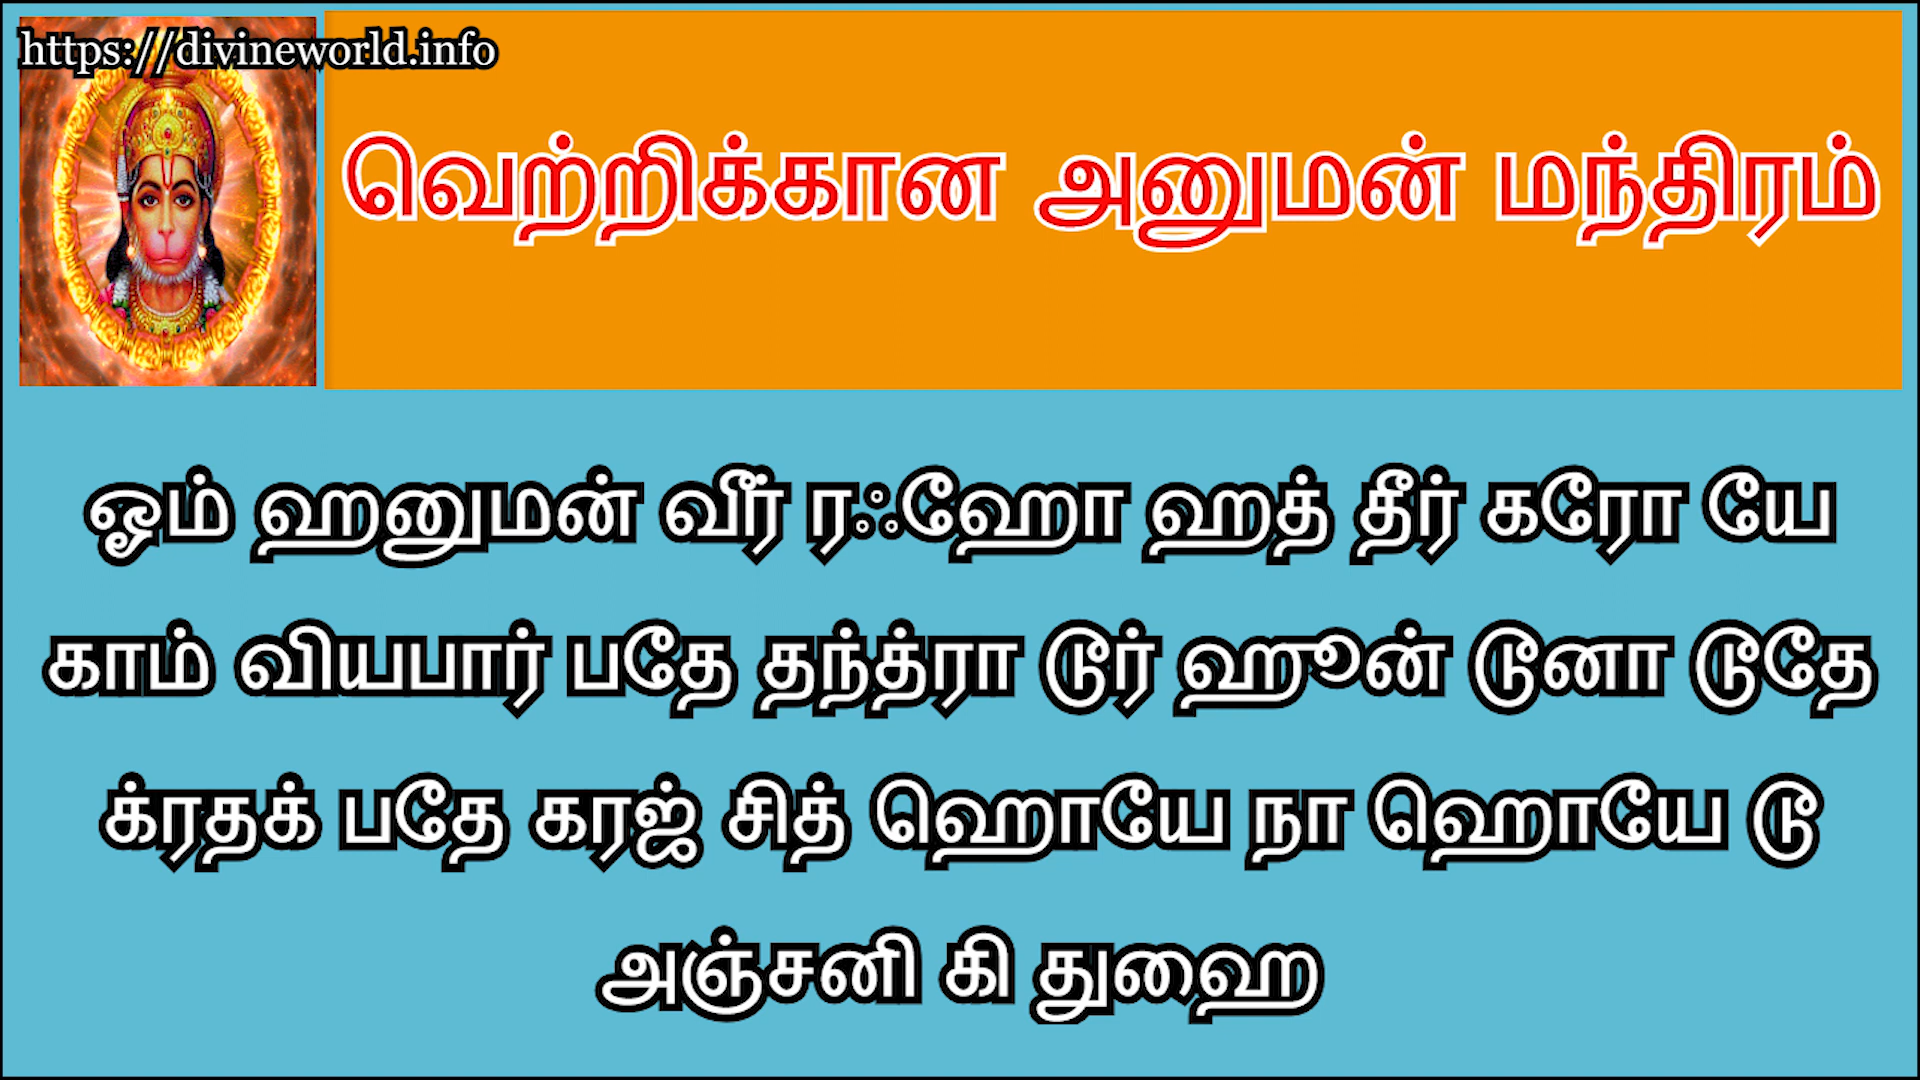 https://divineworld.info
வெற்றிக்கான அனுமன் மந்திரம்
ஓம் ஹனுமன் வீர் ரஃஹோ ஹத் தீர் கரோ யே
காம் வியபார் பதே தந்த்ரா டூர் ஹூன் டூனா டூதே
க்ரதக் பதே கரஜ் சித் ஹொயே நா ஹொயே டூ
அஞ்சனி கி துஹை